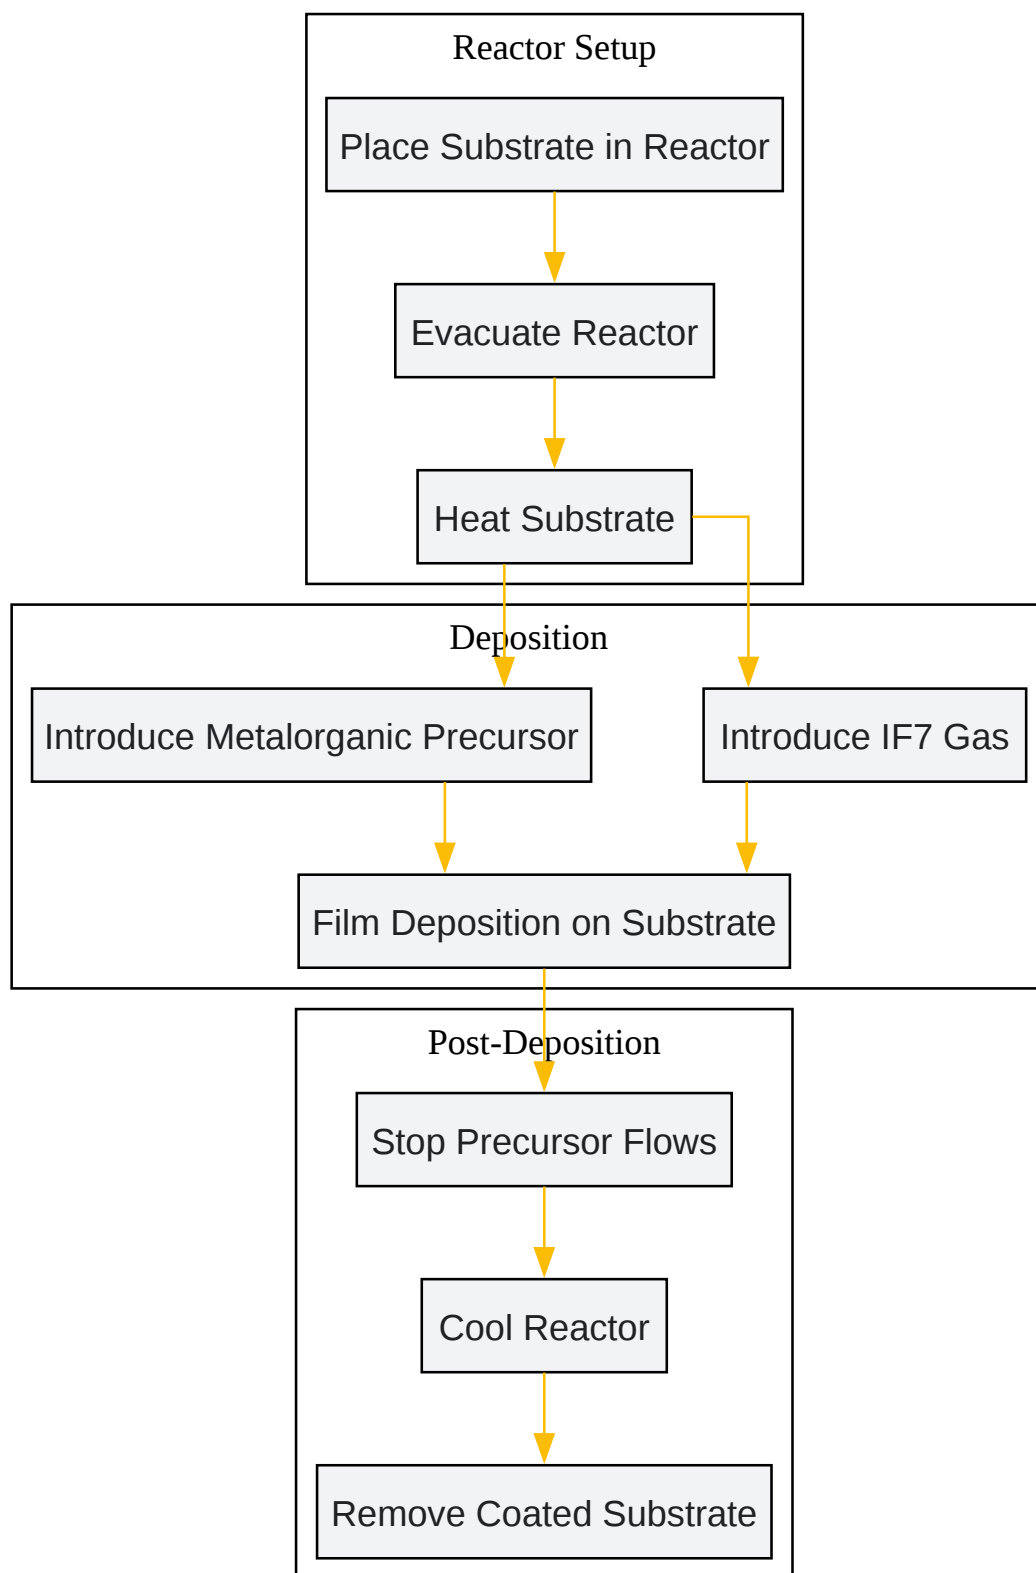 Reactor Setup
Place Substrate in Reactor
Evacuate Reactor
Heat Substrate
Deposition
Introduce Metalorganic Precursor
Introduce IF7 Gas
Film Deposition on Substrate
Post-Deposition
Stop Precursor Flows
Cool Reactor
Remove Coated Substrate